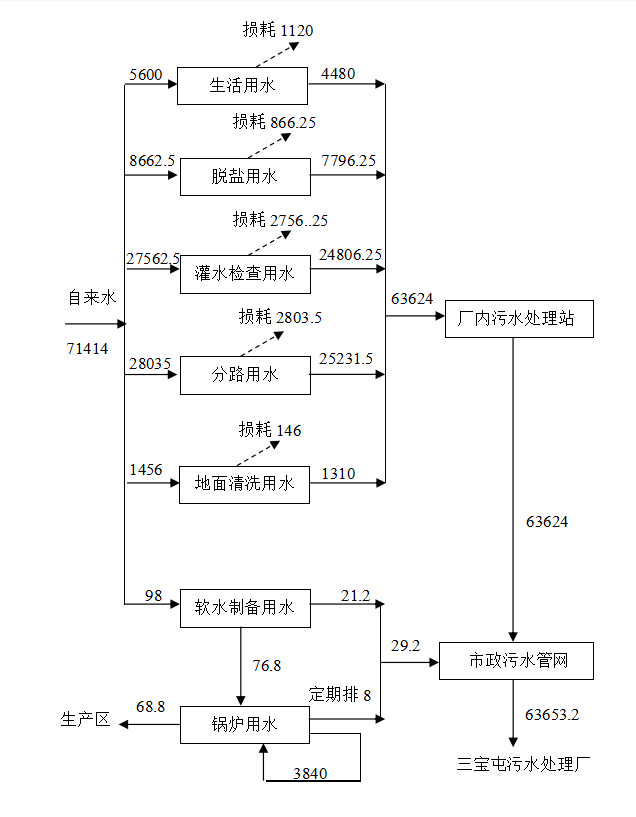 损耗 1120
5600
生活用水
4480
损耗 866.25
8662.5
脱盐用水
7796.25
损耗 2756..25
27562.5
灌水检查用水
24806.25
自来水
71414
63624
厂内污水处理站
损耗 2803.5
28035
分路用水
25231.5
损耗 146
1456
地面清洗用水
1310
63624
98
软水制备用水
21.2
29.2
市政污水管网
76.8
定期排 8
生产区
68.8
锅炉用水
63653.2
3840
三宝屯污水处理厂